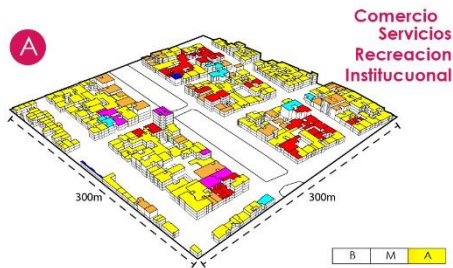 A
Comercio
Servicios
Recreacion
Institucuonal
300m
300m
B M A